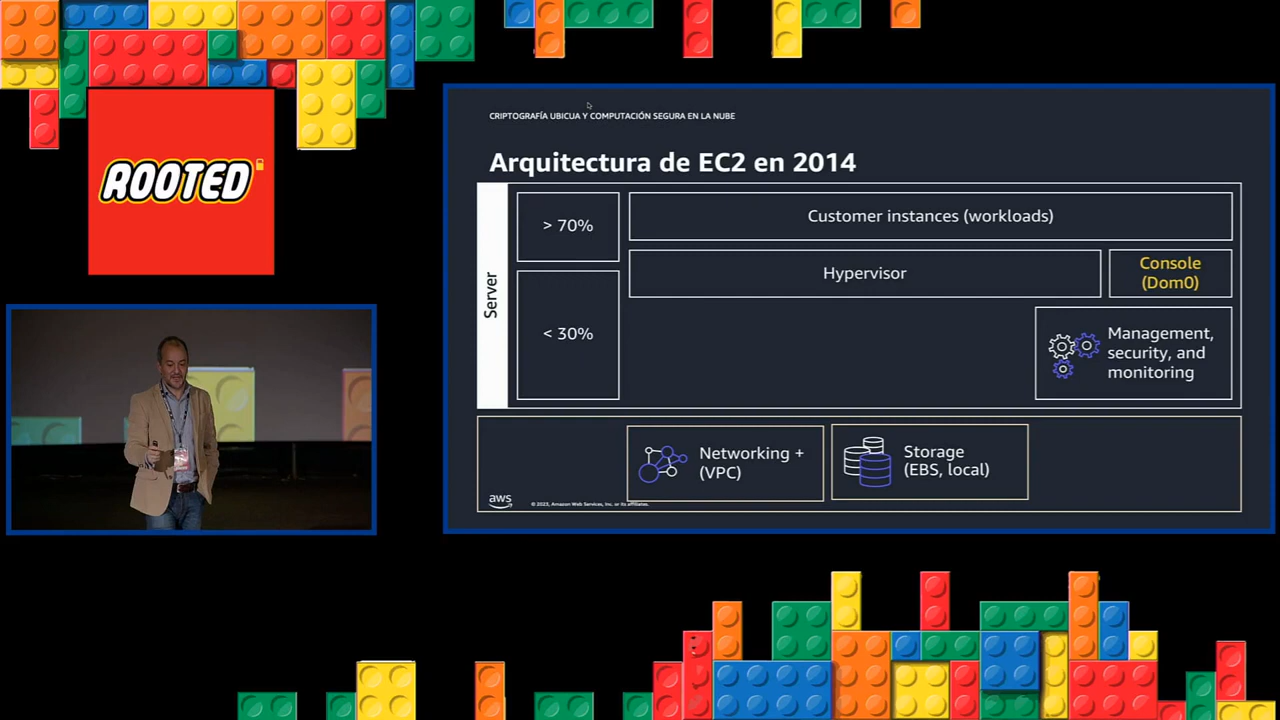 ROOTED
CRIPTOGRAFÍA UBICUA Y COMPUTACIÓN SEGURA EN LA NUBE
Arquitectura de EC2 en 2014
Server
> 70%
Customer instances (workloads)
< 30%
Hypervisor
Console
(Dom0)
Management,
security, and
monitoring
Networking +
(VPC)
Storage
(EBS, local)
aws
© 2023, Amazon Web Services, Inc. or its affiliates.